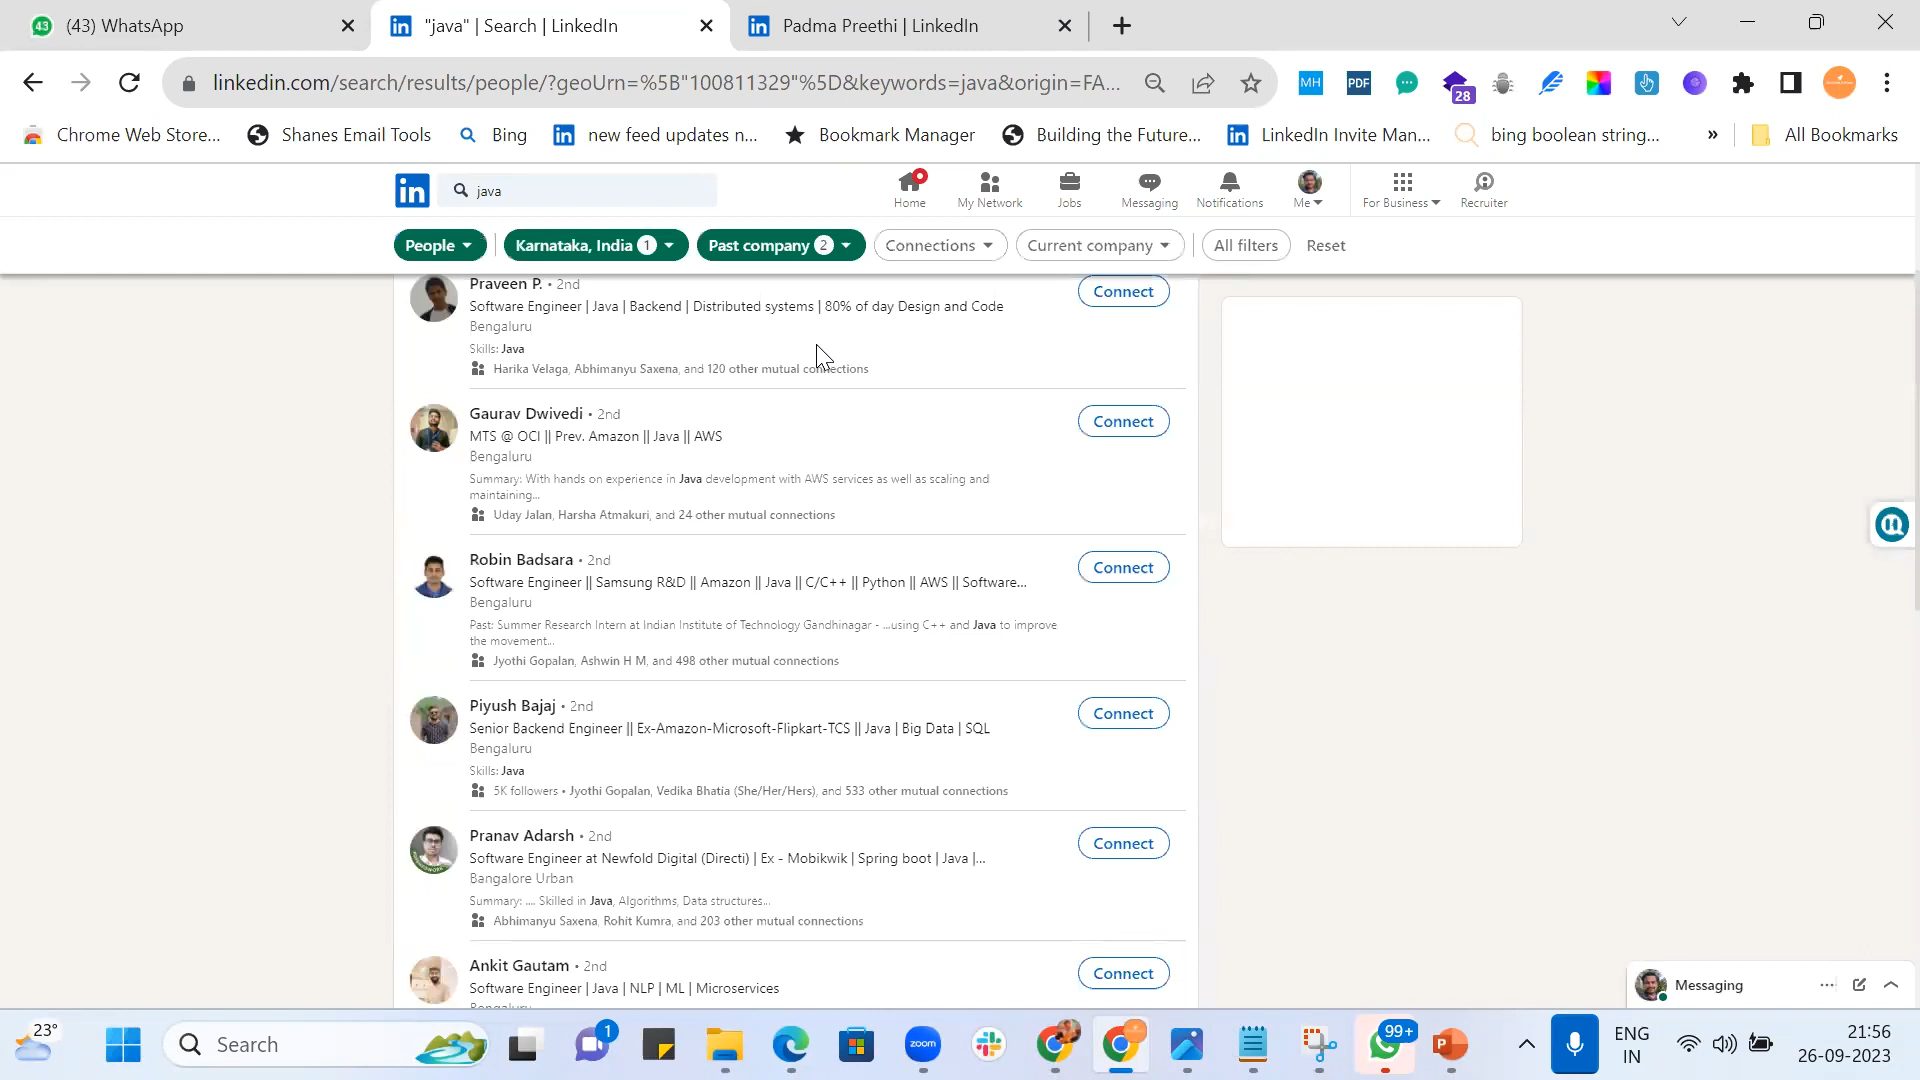 43
(43) WhatsApp
"java" | Search | LinkedIn
Padma Preethi | LinkedIn
linkedin.com/search/results/people/?geoUrn=%5B"100811329"%5D&keywords=java&origin=FA...
MH
PDF
28
Chrome Web Store...
Shanes Email Tools
Bing
new feed updates n...
Bookmark Manager
Building the Future...
LinkedIn Invite Man...
bing boolean string...
»
All Bookmarks
in
java
Home
My Network
Jobs
Messaging
Notifications
Me
For Business
Recruiter
People
Karnataka, India 1
Past company 2
Connections
Current company
All filters
Reset
Praveen P. • 2nd
Connect
Software Engineer | Java | Backend | Distributed systems | 80% of day Design and Code
Bengaluru
Skills: Java
Harika Velaga, Abhimanyu Saxena, and 120 other mutual connections
Gaurav Dwivedi • 2nd
Connect
MTS @ OCI || Prev. Amazon || Java || AWS
Bengaluru
Summary: With hands on experience in Java development with AWS services as well as scaling and
maintaining...
Uday Jalan, Harsha Atmakuri, and 24 other mutual connections
Robin Badsara • 2nd
Connect
Software Engineer || Samsung R&D || Amazon || Java || C/C++ || Python || AWS || Software...
Bengaluru
Past: Summer Research Intern at Indian Institute of Technology Gandhinagar - ...using C++ and Java to improve
the movement...
Jyothi Gopalan, Ashwin H M, and 498 other mutual connections
Piyush Bajaj • 2nd
Connect
Senior Backend Engineer || Ex-Amazon-Microsoft-Flipkart-TCS || Java | Big Data | SQL
Bengaluru
Skills: Java
5K followers • Jyothi Gopalan, Vedika Bhatia (She/Her/Hers), and 533 other mutual connections
Pranav Adarsh • 2nd
Connect
Software Engineer at Newfold Digital (Directi) | Ex - Mobikwik | Spring boot | Java |...
Bangalore Urban
Summary: .... Skilled in Java, Algorithms, Data structures...
Abhimanyu Saxena, Rohit Kumra, and 203 other mutual connections
Ankit Gautam • 2nd
Connect
Software Engineer | Java | NLP | ML | Microservices
Bengaluru
Messaging
23°
Search
1
zoom
99+
P
ENG
IN
21:56
26-09-2023